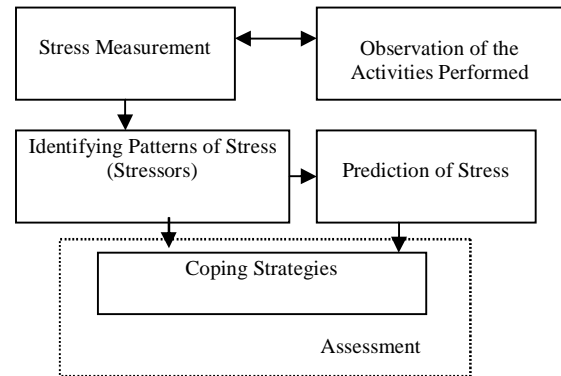 Stress Measurement
Observation of the
Activities Performed
Identifying Patterns of Stress
(Stressors)
Prediction of Stress
Coping Strategies
Assessment